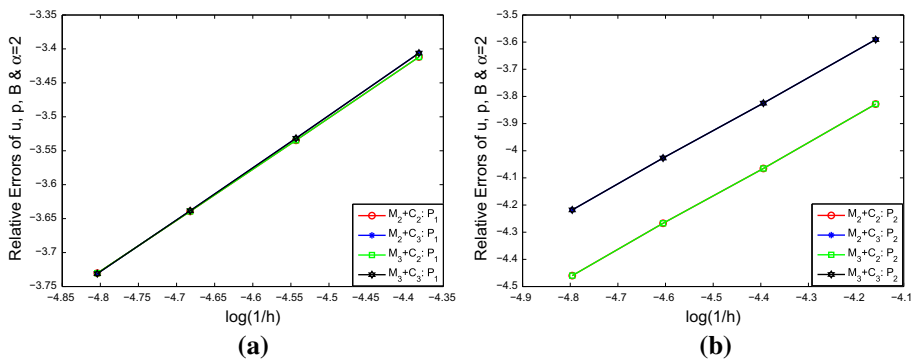 Relative Errors of u, p, B & α=2
−3.35
−3.4
−3.45
−3.5
−3.55
−3.6
−3.65
−3.7
−3.75
−4.85 −4.8 −4.75 −4.7 −4.65 −4.6 −4.55 −4.5 −4.45 −4.4 −4.35
log(1/h)
M₂+C₂: P₁
M₂+C₃: P₁
M₃+C₂: P₁
M₃+C₃: P₁
(a)
Relative Errors of u, p, B & α=2
−3.5
−3.6
−3.7
−3.8
−3.9
−4
−4.1
−4.2
−4.3
−4.4
−4.5
−4.9 −4.8 −4.7 −4.6 −4.5 −4.4 −4.3 −4.2 −4.1
log(1/h)
M₂+C₂: P₂
M₂+C₃: P₂
M₃+C₂: P₂
M₃+C₃: P₂
(b)